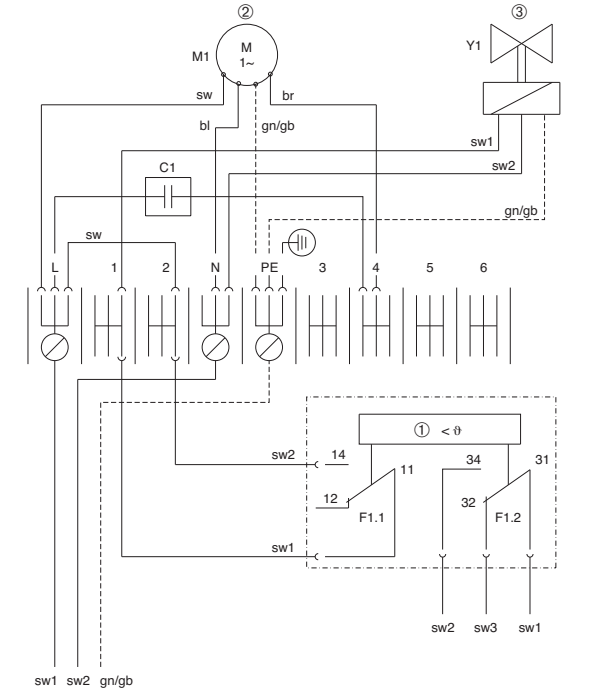 ② ③
M1 M
1~
Y1
sw br
bl gn/gb
sw1
C1 sw2
gn/gb
sw
L 1 2 N PE 3 4 5 6
① < ϑ
sw2 14 34 31
11
12 32
F1.1 F1.2
sw1
sw2 sw3 sw1
sw1 sw2 gn/gb